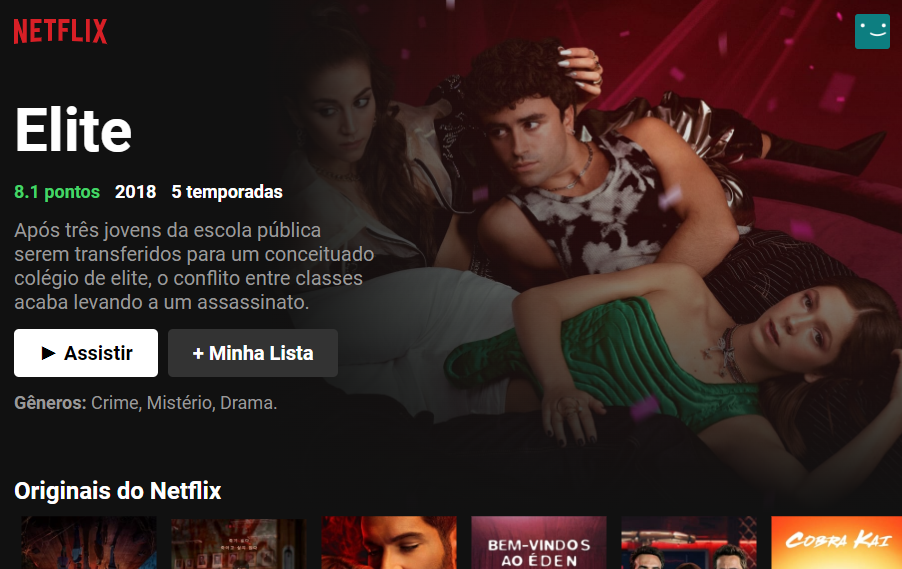 NETFLIX
Elite
8.1 pontos 2018 5 temporadas
Após três jovens da escola pública
serem transferidos para um conceituado
colégio de elite, o conflito entre classes
acaba levando a um assassinato.
► Assistir
+ Minha Lista
Gêneros: Crime, Mistério, Drama.
Originais do Netflix
BEM-VINDOS
AO ÉDEN
COBRA KAI